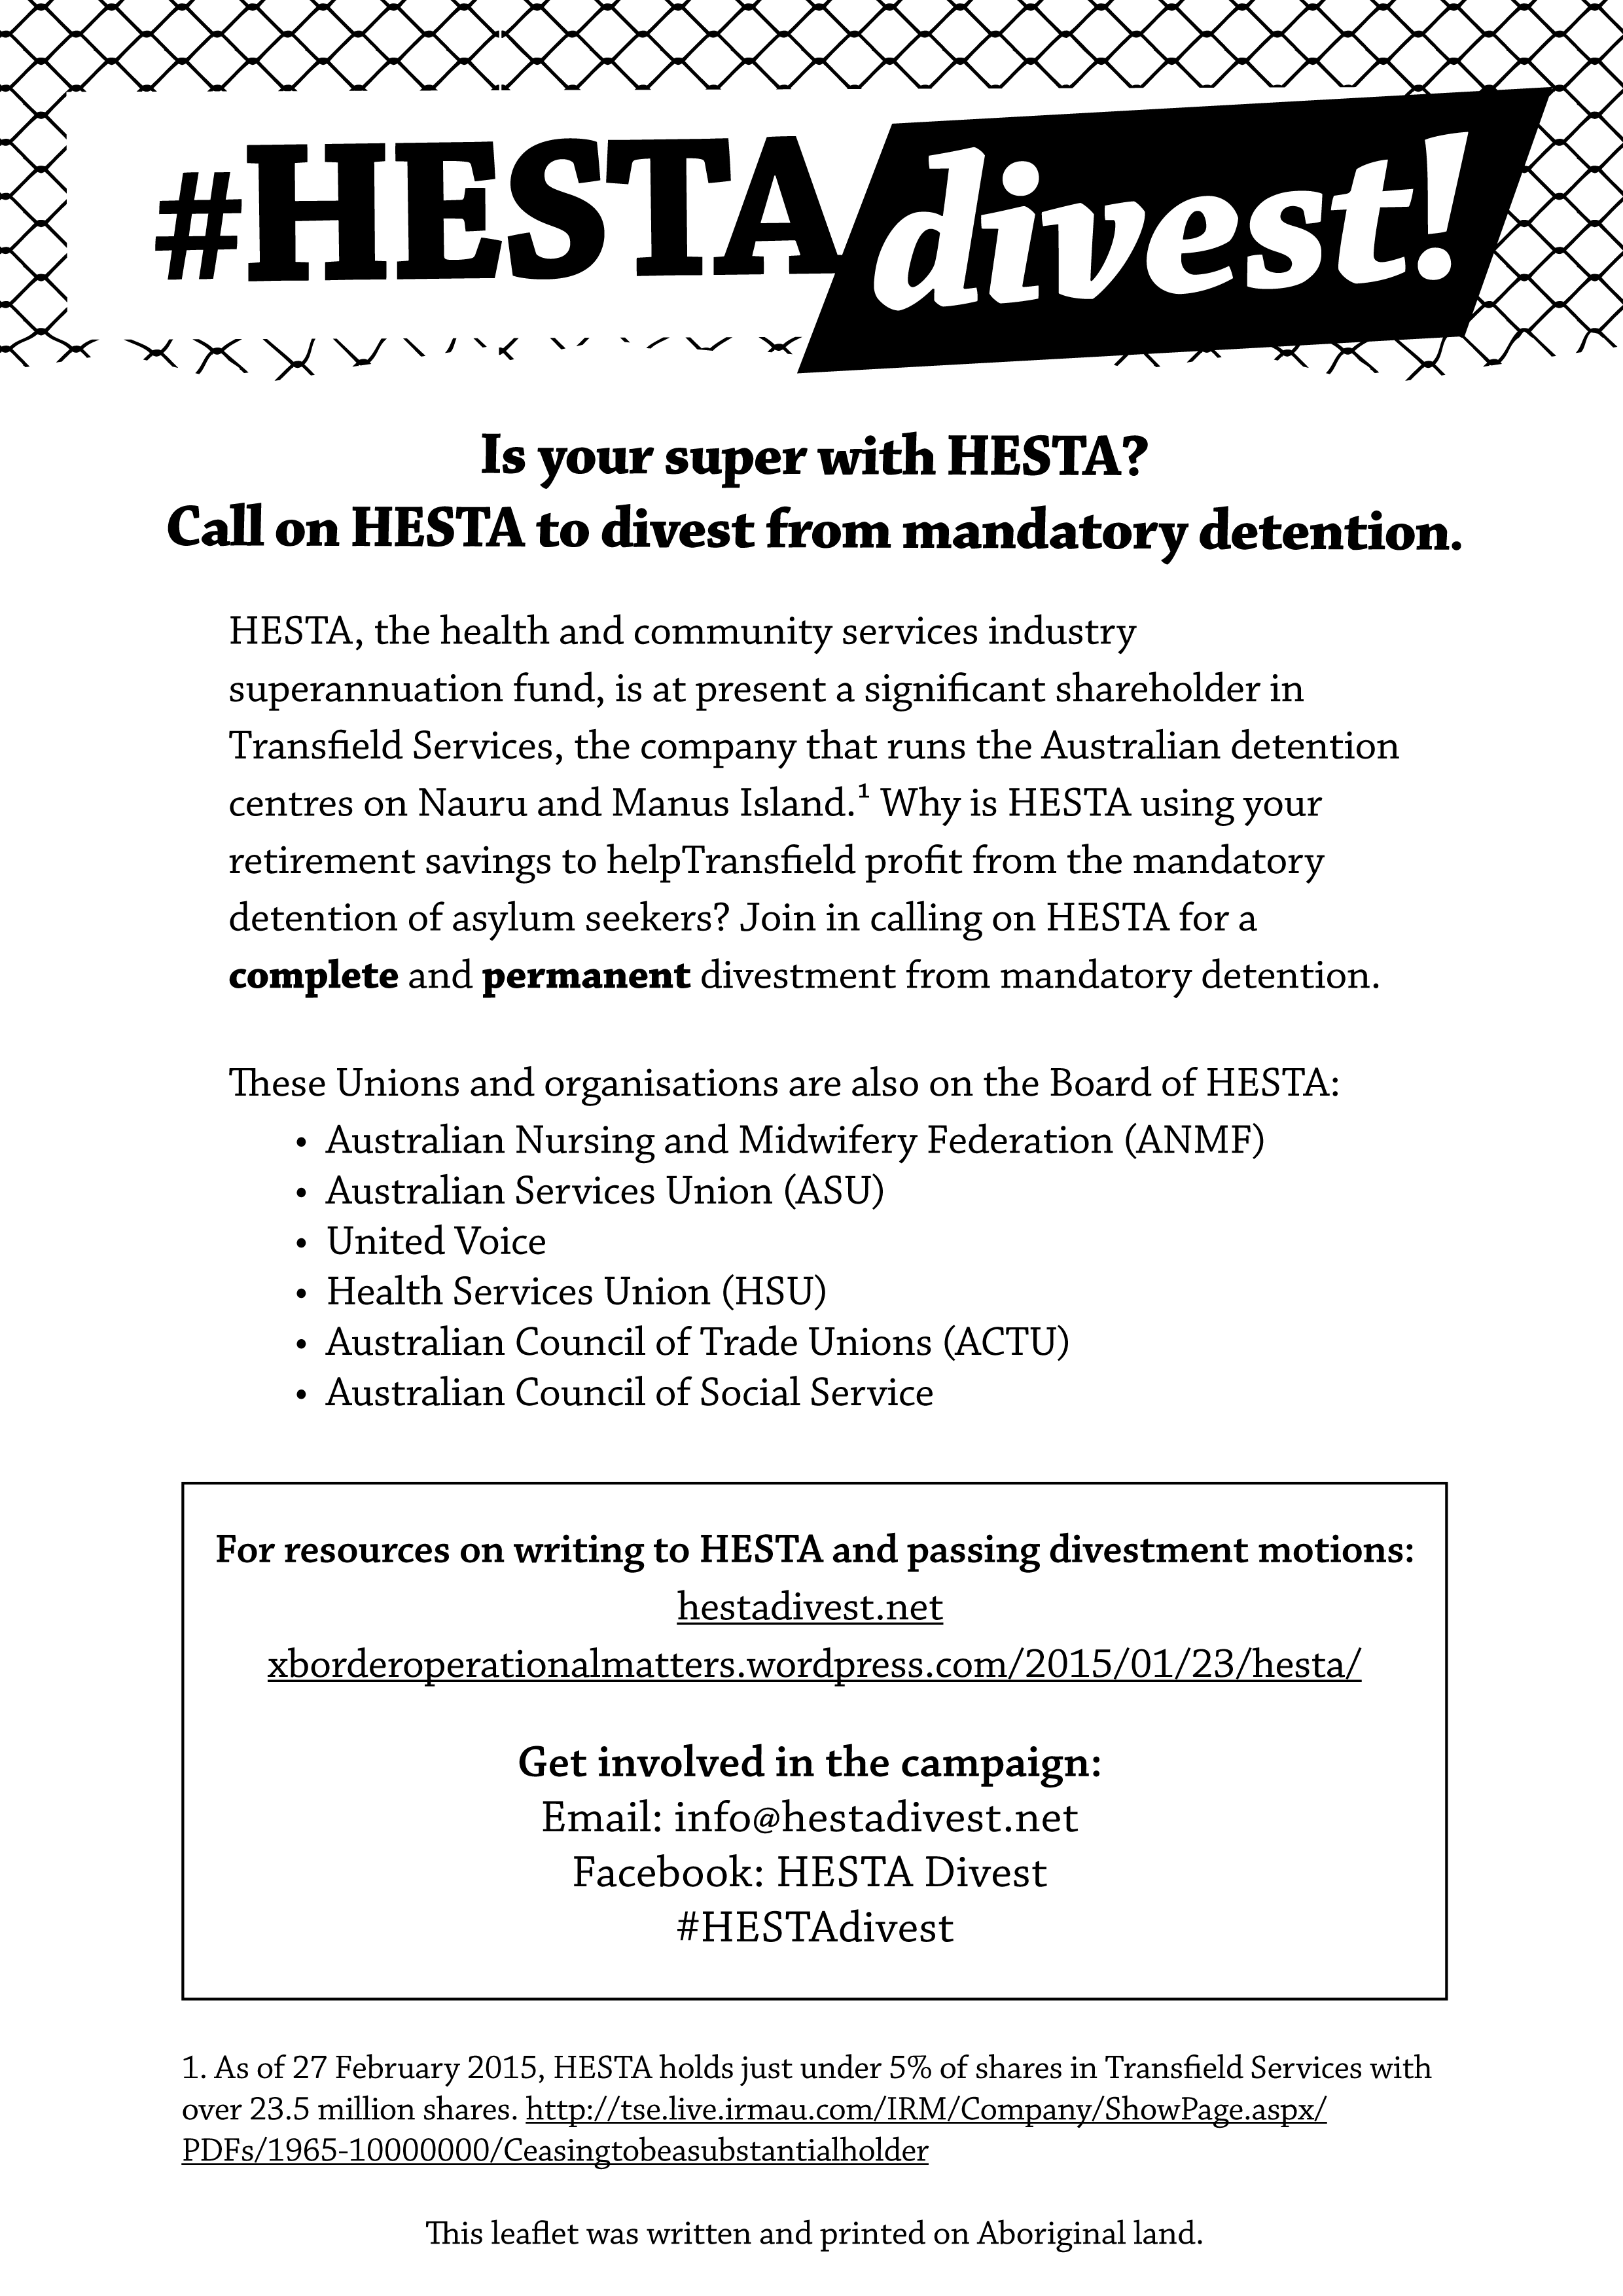 #HESTA divest!
Is your super with HESTA?
Call on HESTA to divest from mandatory detention.
HESTA, the health and community services industry
superannuation fund, is at present a significant shareholder in
Transfield Services, the company that runs the Australian detention
centres on Nauru and Manus Island.¹ Why is HESTA using your
retirement savings to helpTransfield profit from the mandatory
detention of asylum seekers? Join in calling on HESTA for a
complete and permanent divestment from mandatory detention.
These Unions and organisations are also on the Board of HESTA:
• Australian Nursing and Midwifery Federation (ANMF)
• Australian Services Union (ASU)
• United Voice
• Health Services Union (HSU)
• Australian Council of Trade Unions (ACTU)
• Australian Council of Social Service
For resources on writing to HESTA and passing divestment motions:
hestadivest.net
xborderoperationalmatters.wordpress.com/2015/01/23/hesta/
Get involved in the campaign:
Email: info@hestadivest.net
Facebook: HESTA Divest
#HESTAdivest
1. As of 27 February 2015, HESTA holds just under 5% of shares in Transfield Services with
over 23.5 million shares. http://tse.live.irmau.com/IRM/Company/ShowPage.aspx/
PDFs/1965-10000000/Ceasingtobeasubstantialholder
This leaflet was written and printed on Aboriginal land.